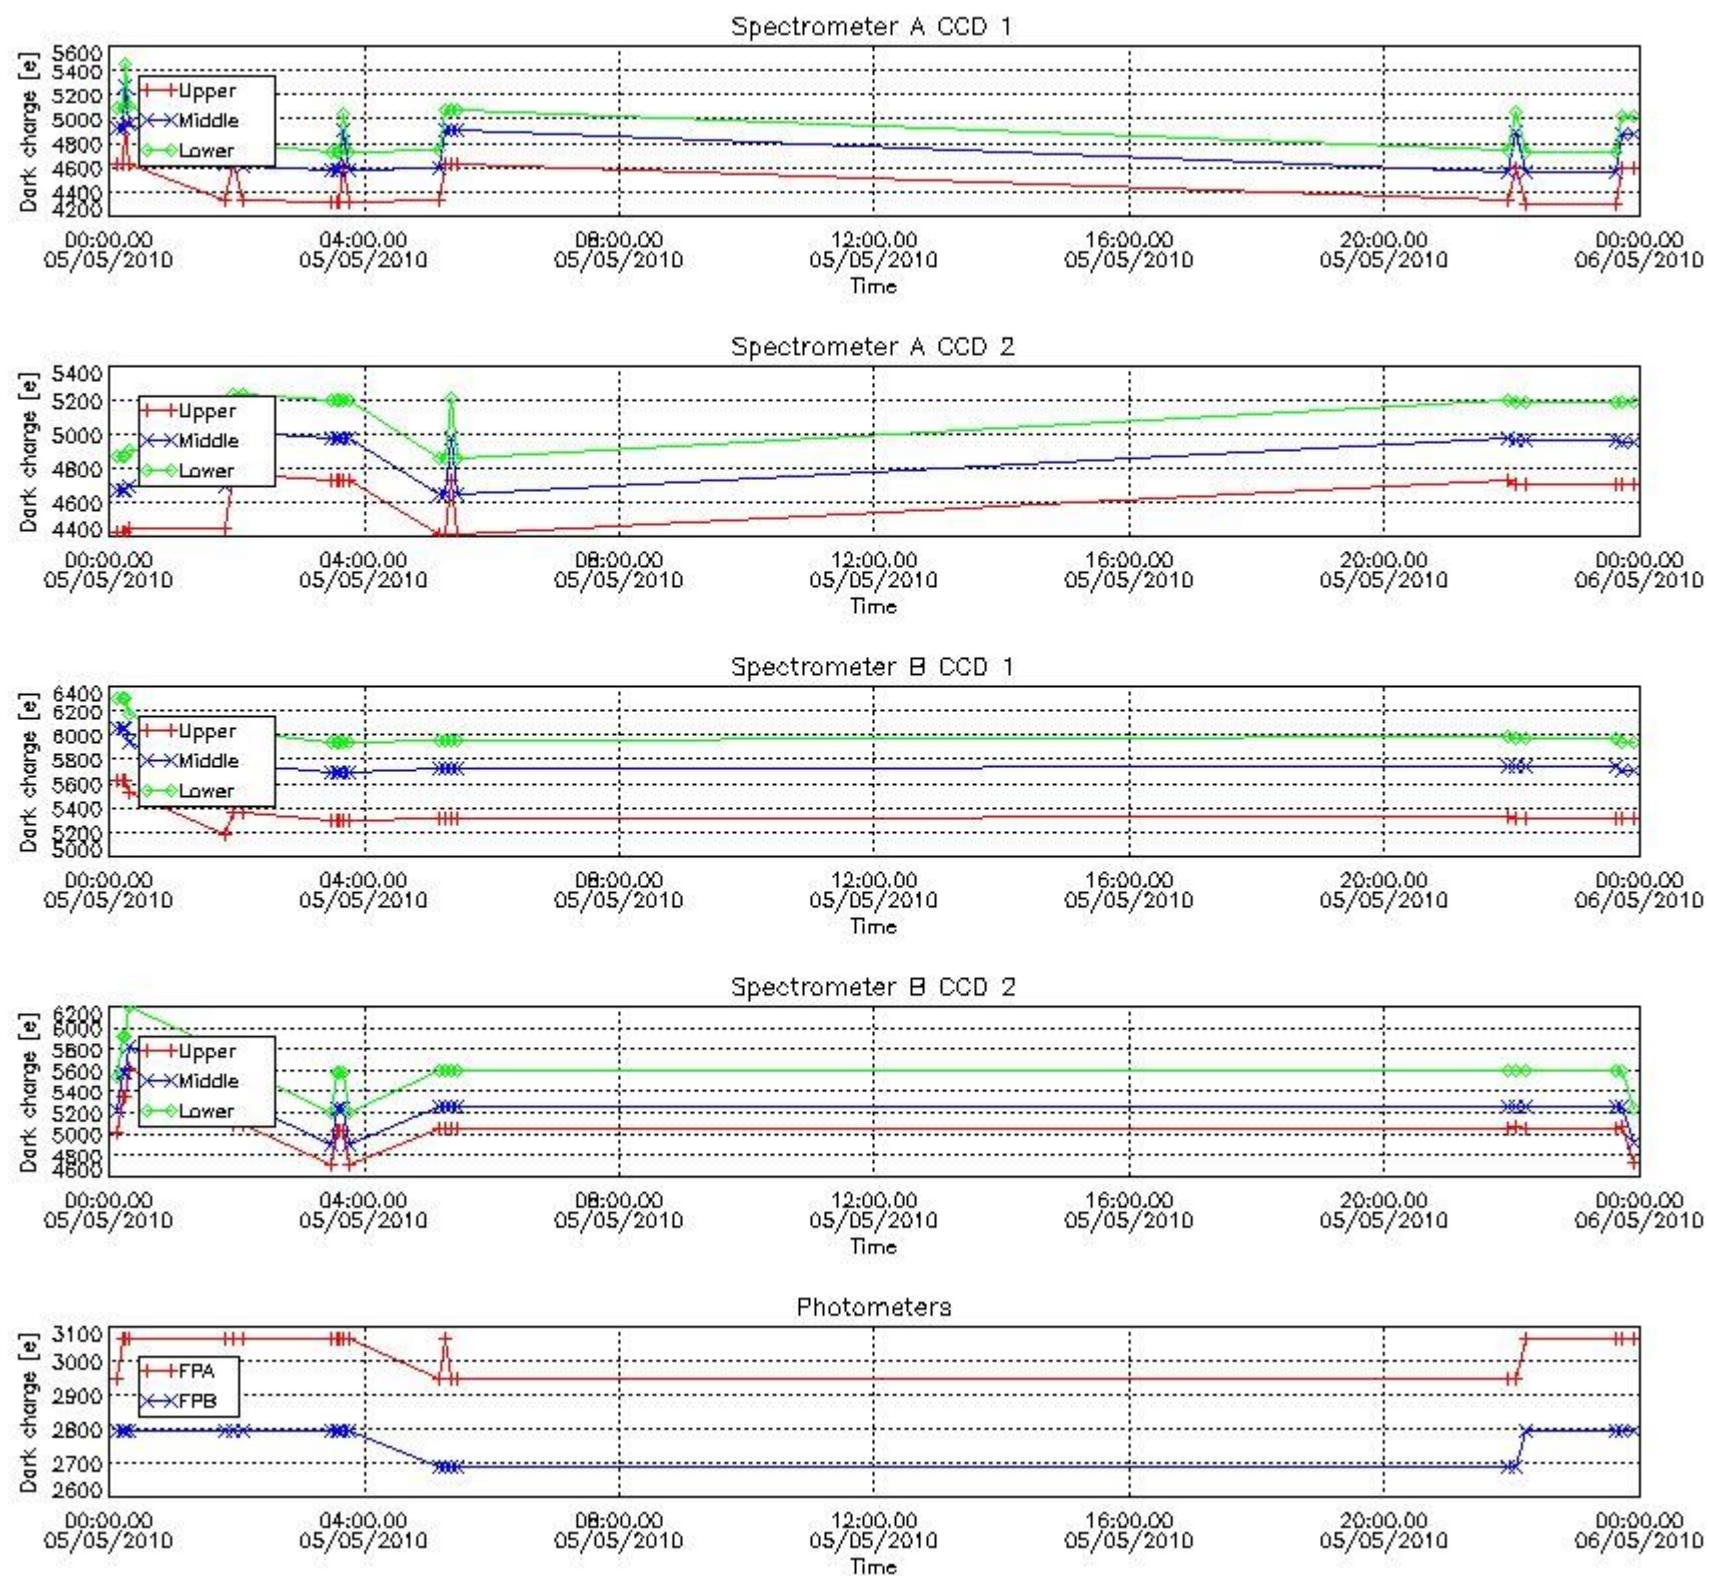 Spectrometer A CCD 1
Dark charge [e]
5600
5400
5200
5000
4800
4600
4400
4200
Upper
Middle
Lower
00:00.00 04:00.00 08:00.00 12:00.00 16:00.00 20:00.00 00:00.00
05/05/2010 05/05/2010 05/05/2010 05/05/2010 05/05/2010 05/05/2010 06/05/2010
Time
Spectrometer A CCD 2
Dark charge [e]
5400
5200
5000
4800
4600
4400
Upper
Middle
Lower
00:00.00 04:00.00 08:00.00 12:00.00 16:00.00 20:00.00 00:00.00
05/05/2010 05/05/2010 05/05/2010 05/05/2010 05/05/2010 05/05/2010 06/05/2010
Time
Spectrometer B CCD 1
Dark charge [e]
6400
6200
6000
5800
5600
5400
5200
5000
Upper
Middle
Lower
00:00.00 04:00.00 08:00.00 12:00.00 16:00.00 20:00.00 00:00.00
05/05/2010 05/05/2010 05/05/2010 05/05/2010 05/05/2010 05/05/2010 06/05/2010
Time
Spectrometer B CCD 2
Dark charge [e]
6200
6000
5800
5600
5400
5200
5000
4800
4600
Upper
Middle
Lower
00:00.00 04:00.00 08:00.00 12:00.00 16:00.00 20:00.00 00:00.00
05/05/2010 05/05/2010 05/05/2010 05/05/2010 05/05/2010 05/05/2010 06/05/2010
Time
Photometers
Dark charge [e]
3100
3000
2900
2800
2700
2600
FPA
FPB
00:00.00 04:00.00 08:00.00 12:00.00 16:00.00 20:00.00 00:00.00
05/05/2010 05/05/2010 05/05/2010 05/05/2010 05/05/2010 05/05/2010 06/05/2010
Time